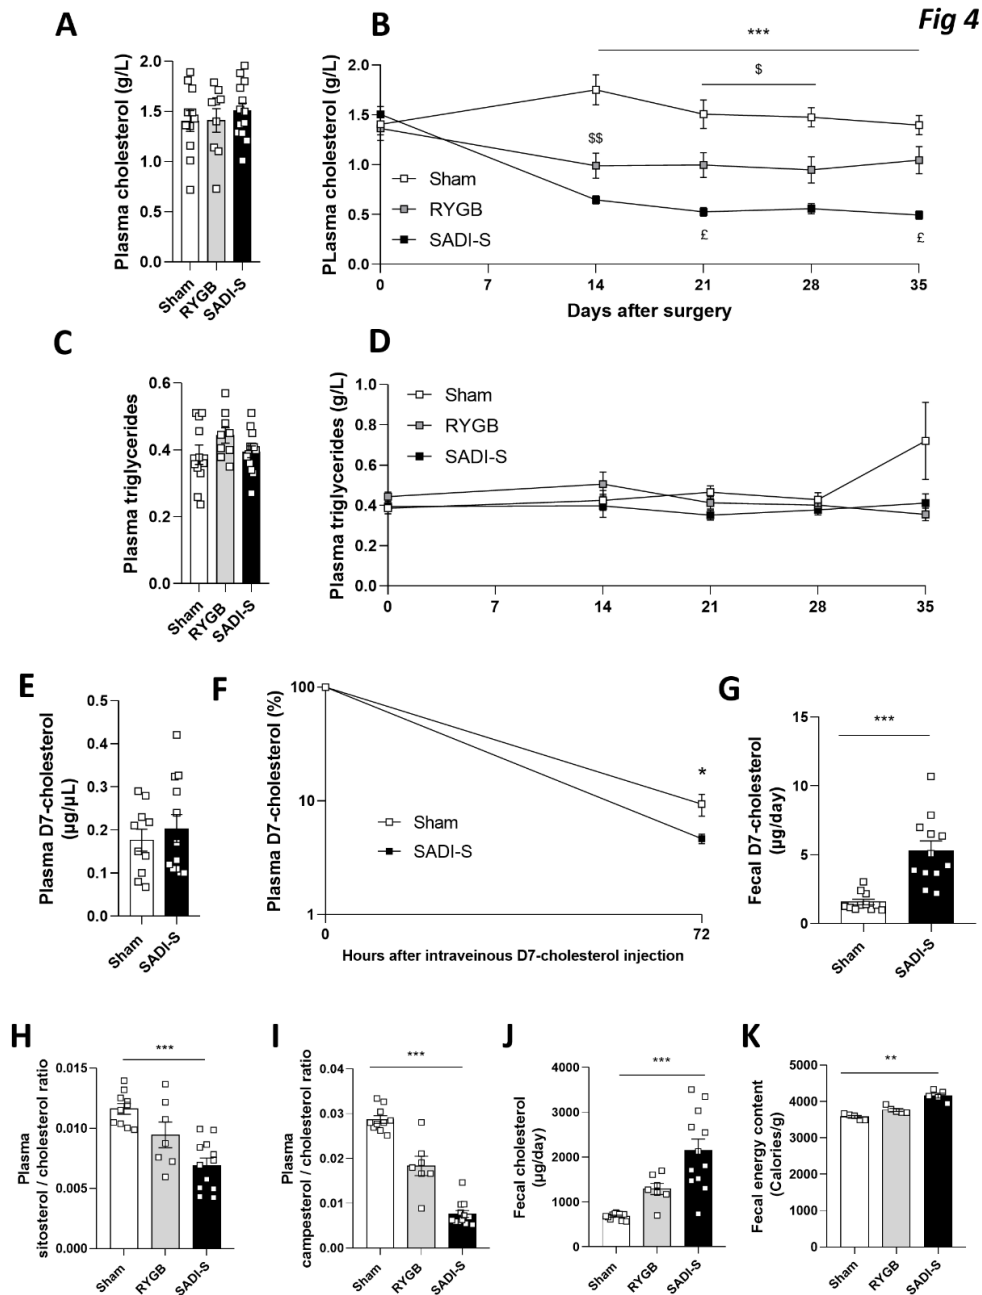 Fig 4
A
Plasma cholesterol (g/L)
2.0
1.5
1.0
0.5
0.0
Sham
RYGB
SADI-S
B
PLasma cholesterol (g/L)
2.0
1.5
1.0
0.5
0.0
***
$
$$
£
£
Sham
RYGB
SADI-S
0
7
14
21
28
35
Days after surgery
C
Plasma triglycerides
0.6
0.4
0.2
0.0
Sham
RYGB
SADI-S
D
Plasma triglycerides (g/L)
1.0
0.8
0.6
0.4
0.2
0.0
Sham
RYGB
SADI-S
0
7
14
21
28
35
E
Plasma D7-cholesterol
(µg/µL)
0.5
0.4
0.3
0.2
0.1
0.0
Sham
SADI-S
F
Plasma D7-cholesterol (%)
100
10
1
*
Sham
SADI-S
0
72
Hours after intraveinous D7-cholesterol injection
G
Fecal D7-cholesterol
(µg/day)
15
10
5
0
***
Sham
SADI-S
H
Plasma
sitosterol / cholesterol ratio
0.015
0.010
0.005
0.000
***
Sham
RYGB
SADI-S
I
Plasma
campesterol / cholesterol ratio
0.04
0.03
0.02
0.01
0.00
***
Sham
RYGB
SADI-S
J
Fecal cholesterol
(µg/day)
4000
3000
2000
1000
0
***
Sham
RYGB
SADI-S
K
Fecal energy content
(Calories/g)
5000
4000
3000
2000
1000
0
**
Sham
RYGB
SADI-S